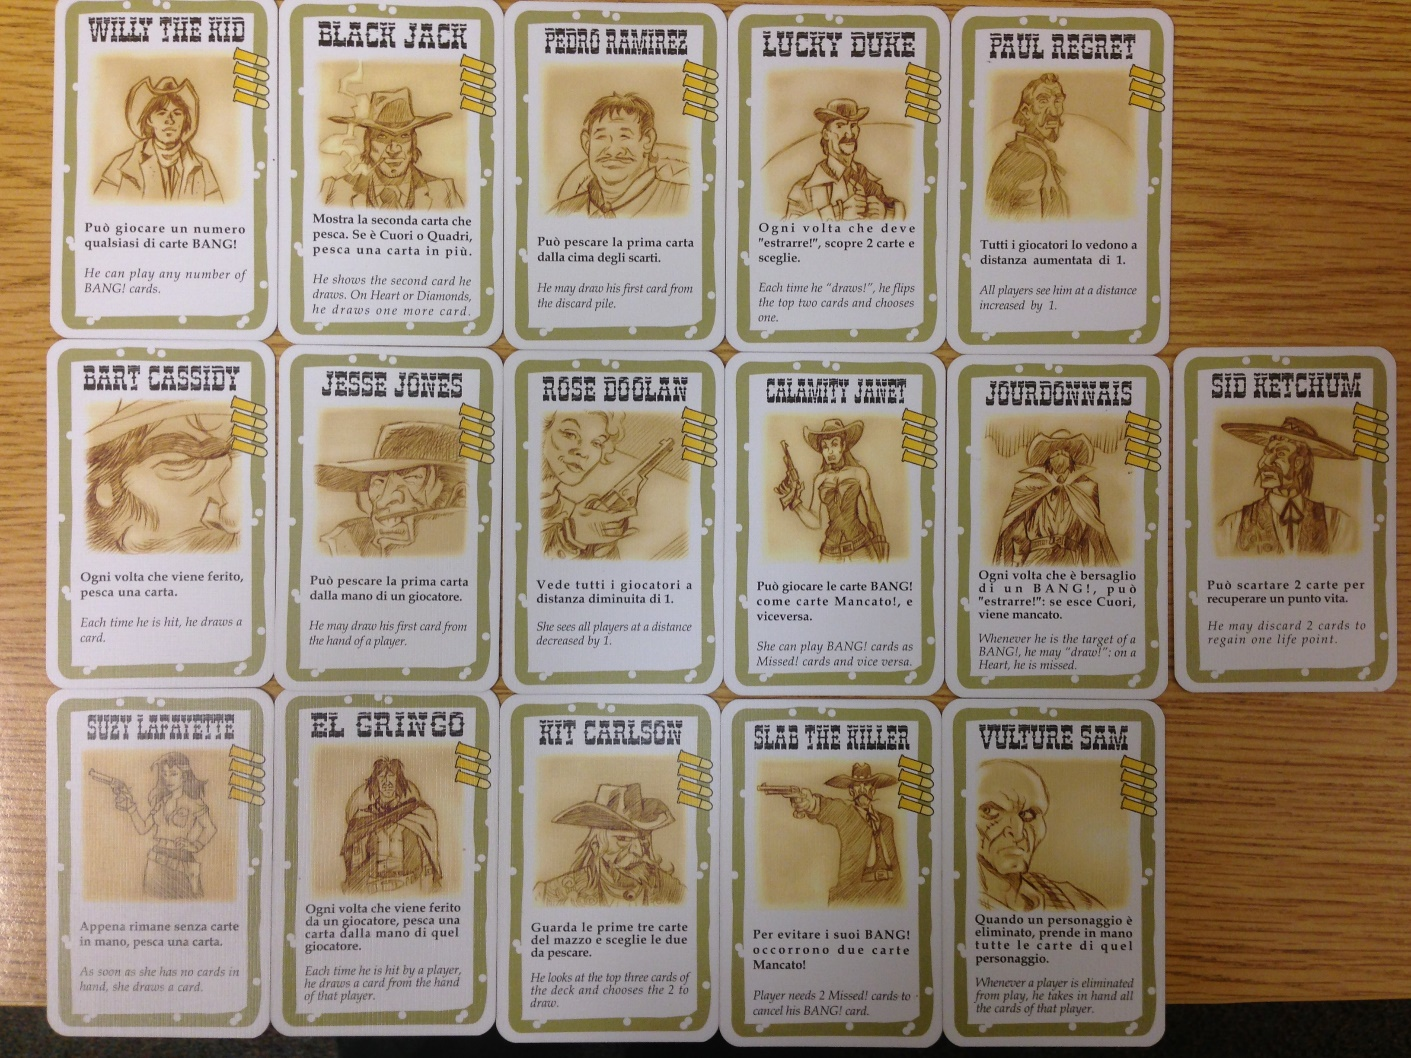 WILLY THE KID
Può giocare un numero
qualsiasi di carte BANG!
He can play any number of
BANG! cards.
BLACK JACK
Mostra la seconda carta che
pesca. Se è Cuori o Quadri,
pesca una carta in più.
He shows the second card he
draws. On Heart or Diamonds,
he draws one more card.
PEDRO RAMIREZ
Può pescare la prima carta
dalla cima degli scarti.
He may draw his first card from
the discard pile.
LUCKY DUKE
Ogni volta che deve
"estrarre!", scopre 2 carte e
sceglie.
Each time he "draws!", he flips
the top two cards and chooses
one.
PAUL REGRET
Tutti i giocatori lo vedono a
distanza aumentata di 1.
All players see him at a distance
increased by 1.
BART CASSIDY
Ogni volta che viene ferito,
pesca una carta.
Each time he is hit, he draws a
card.
JESSE JONES
Può pescare la prima carta
dalla mano di un giocatore.
He may draw his first card from
the hand of a player.
ROSE DOOLAN
Vede tutti i giocatori a
distanza diminuita di 1.
She sees all players at a distance
decreased by 1.
CALAMITY JANET
Può giocare le carte BANG!
come carte Mancato!, e
viceversa.
She can play BANG! cards as
Missed! cards and vice versa.
JOURDONNAIS
Ogni volta che è bersaglio
di un BANG!, può
"estrarre!": se esce Cuori,
viene mancato.
Whenever he is the target of a
BANG!, he may "draw!": on a
Heart, he is missed.
SID KETCHUM
Può scartare 2 carte per
recuperare un punto vita.
He may discard 2 cards to
regain one life point.
SUZY LAFAYETTE
Appena rimane senza carte
in mano, pesca una carta.
As soon as she has no cards in
hand, she draws a card.
EL GRINGO
Ogni volta che viene ferito
da un giocatore, pesca una
carta dalla mano di quel
giocatore.
Each time he is hit by a player,
he draws a card from the hand
of that player.
KIT CARLSON
Guarda le prime tre carte
del mazzo e sceglie le due
da pescare.
He looks at the top three cards of
the deck and chooses the 2 to
draw.
SLAB THE KILLER
Per evitare i suoi BANG!
occorrono due carte
Mancato!
Player needs 2 Missed! cards to
cancel his BANG! card.
VULTURE SAM
Quando un personaggio è
eliminato, prende in mano
tutte le carte di quel
personaggio.
Whenever a player is eliminated
from play, he takes in hand all
the cards of that player.